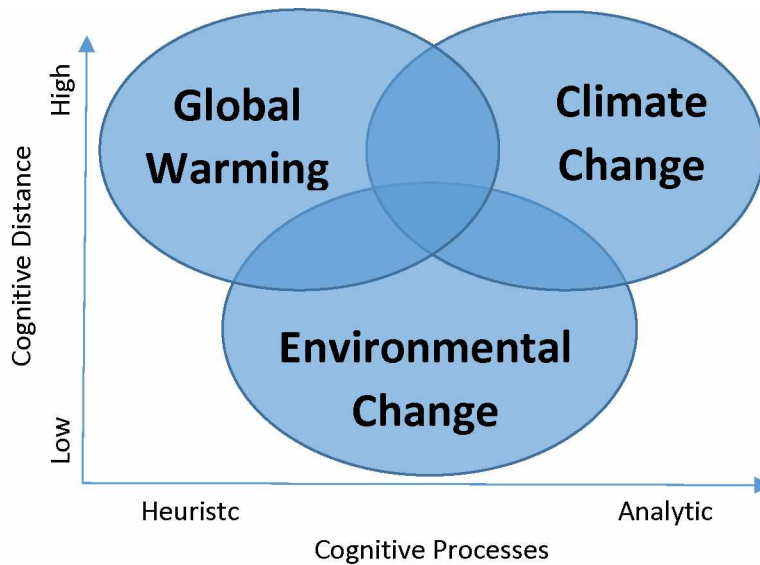 High
Cognitive Distance
Low
Global
Warming
Climate
Change
Environmental
Change
Heuristc
Analytic
Cognitive Processes